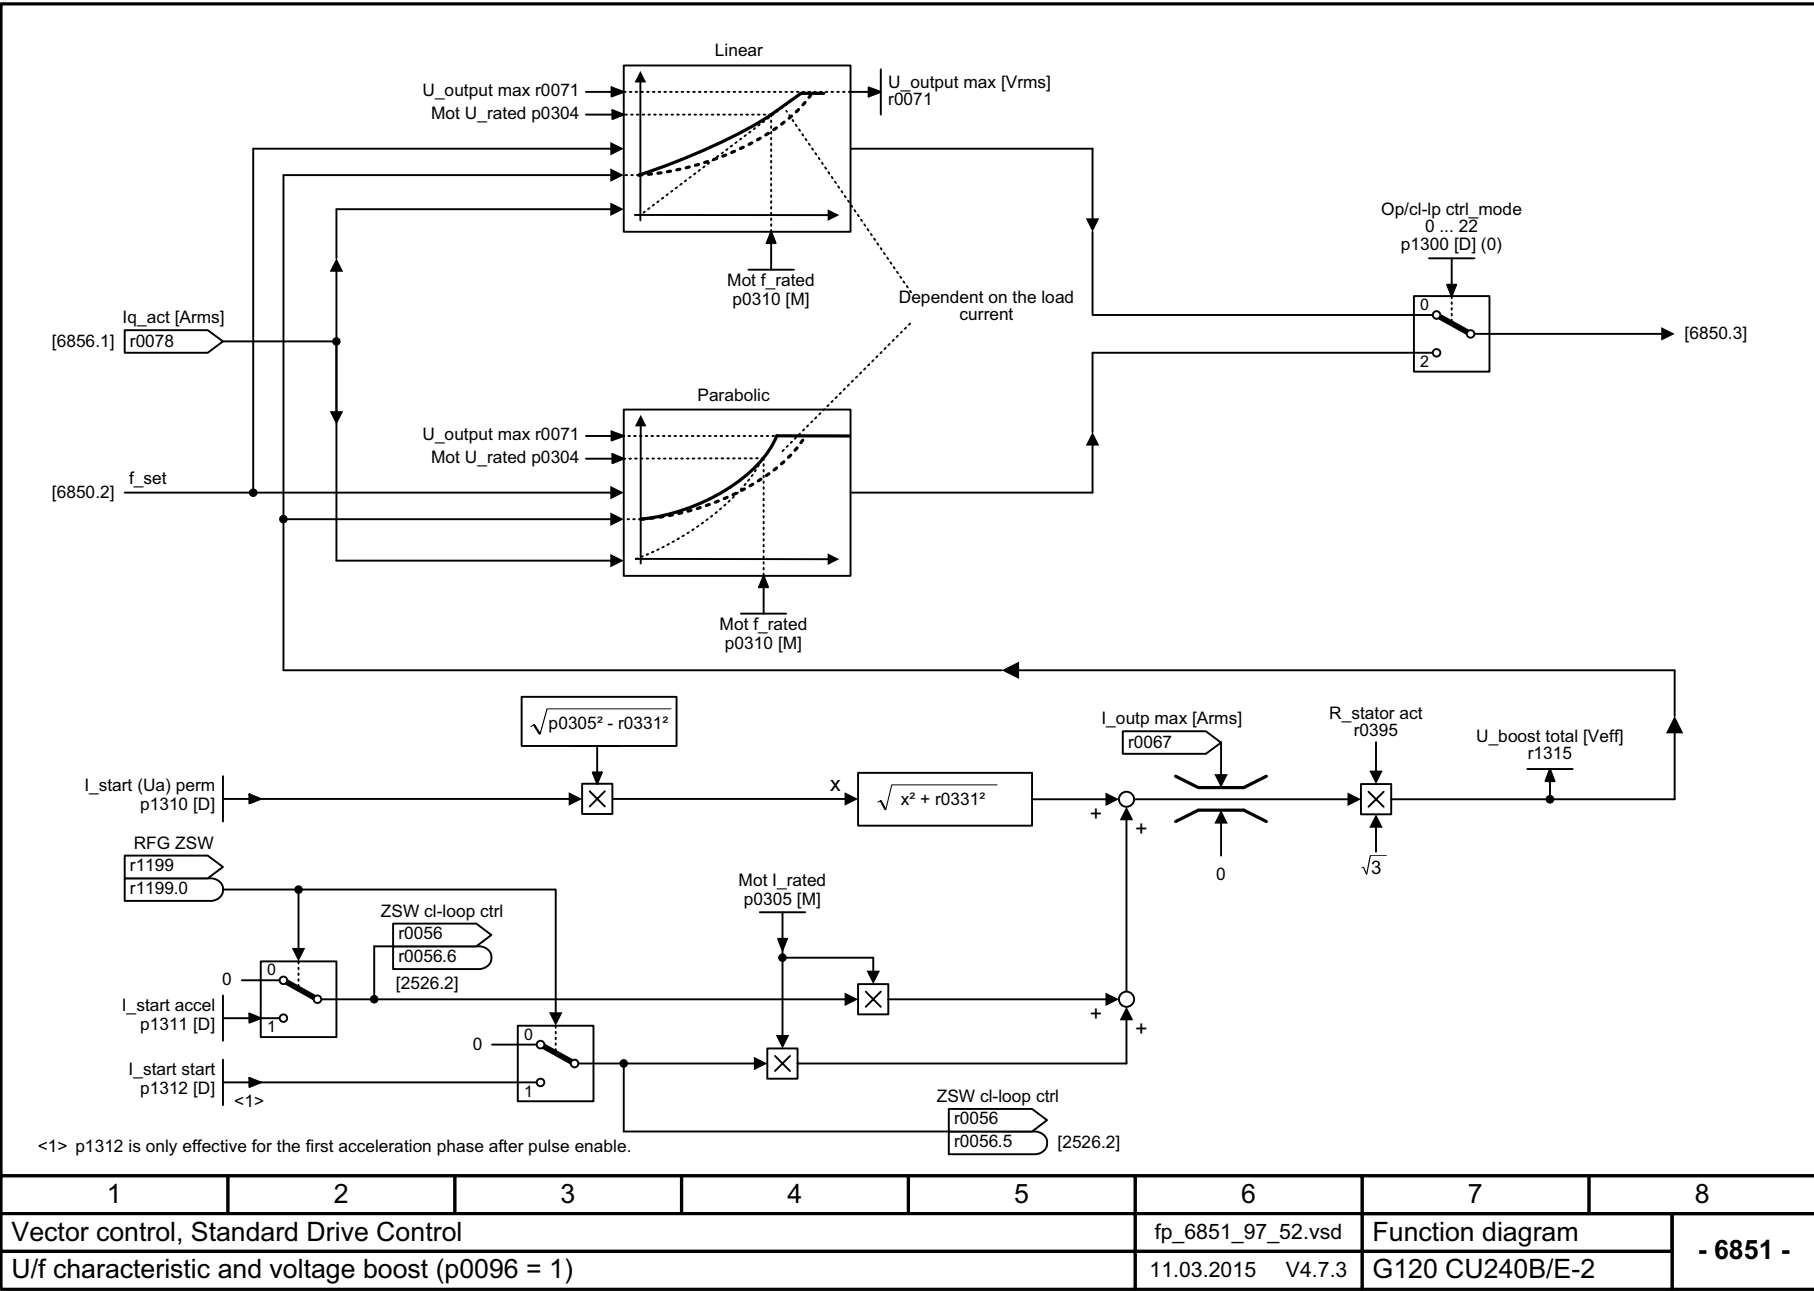 Linear
U_output max r0071
Mot U_rated p0304
U_output max [Vrms]
r0071
Mot f_rated
p0310 [M]
Op/cl-lp ctrl_mode
0 ... 22
p1300 [D] (0)
0
2
[6850.3]
Dependent on the load
current
Iq_act [Arms]
[6856.1]
r0078
Parabolic
U_output max r0071
Mot U_rated p0304
f_set
[6850.2]
Mot f_rated
p0310 [M]
√p0305² - r0331²
I_start (Ua) perm
p1310 [D]
x
√x² + r0331²
+
+
I_outp max [Arms]
r0067
0
R_stator act
r0395
√3
U_boost total [Veff]
r1315
RFG ZSW
r1199
r1199.0
ZSW cl-loop ctrl
r0056
r0056.6
[2526.2]
Mot I_rated
p0305 [M]
0
0
1
I_start accel
p1311 [D]
+
+
0
0
1
I_start start
p1312 [D]
<1>
ZSW cl-loop ctrl
r0056
r0056.5
[2526.2]
<1> p1312 is only effective for the first acceleration phase after pulse enable.
1 2 3 4 5 6 7 8
Vector control, Standard Drive Control
fp_6851_97_52.vsd
Function diagram
- 6851 -
U/f characteristic and voltage boost (p0096 = 1)
11.03.2015 V4.7.3
G120 CU240B/E-2